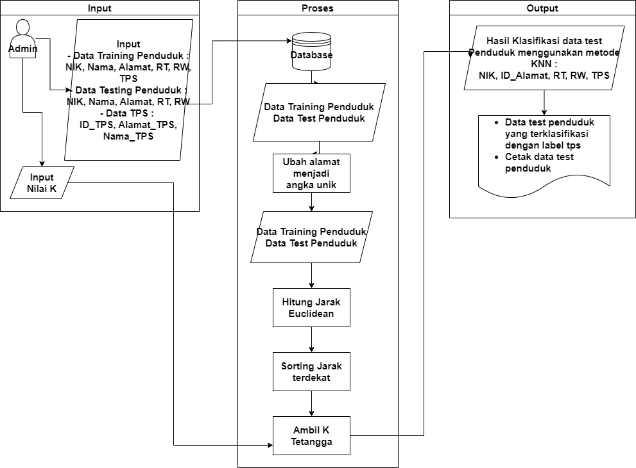 Input
Admin
Input
- Data Training Penduduk :
NIK, Nama, Alamat, RT, RW,
TPS
- Data Testing Penduduk :
NIK, Nama, Alamat, RT, RW
- Data TPS :
ID_TPS, Alamat_TPS,
Nama_TPS
Input
Nilai K
Proses
Database
Data Training Penduduk
Data Test Penduduk
Ubah alamat
menjadi
angka unik
Data Training Penduduk
Data Test Penduduk
Hitung Jarak
Euclidean
Sorting Jarak
terdekat
Ambil K
Tetangga
Output
Hasil Klasifikasi data test
Penduduk menggunakan metode
KNN :
NIK, ID_Alamat, RT, RW, TPS
• Data test penduduk
yang terklasifikasi
dengan label tps
• Cetak data test
penduduk